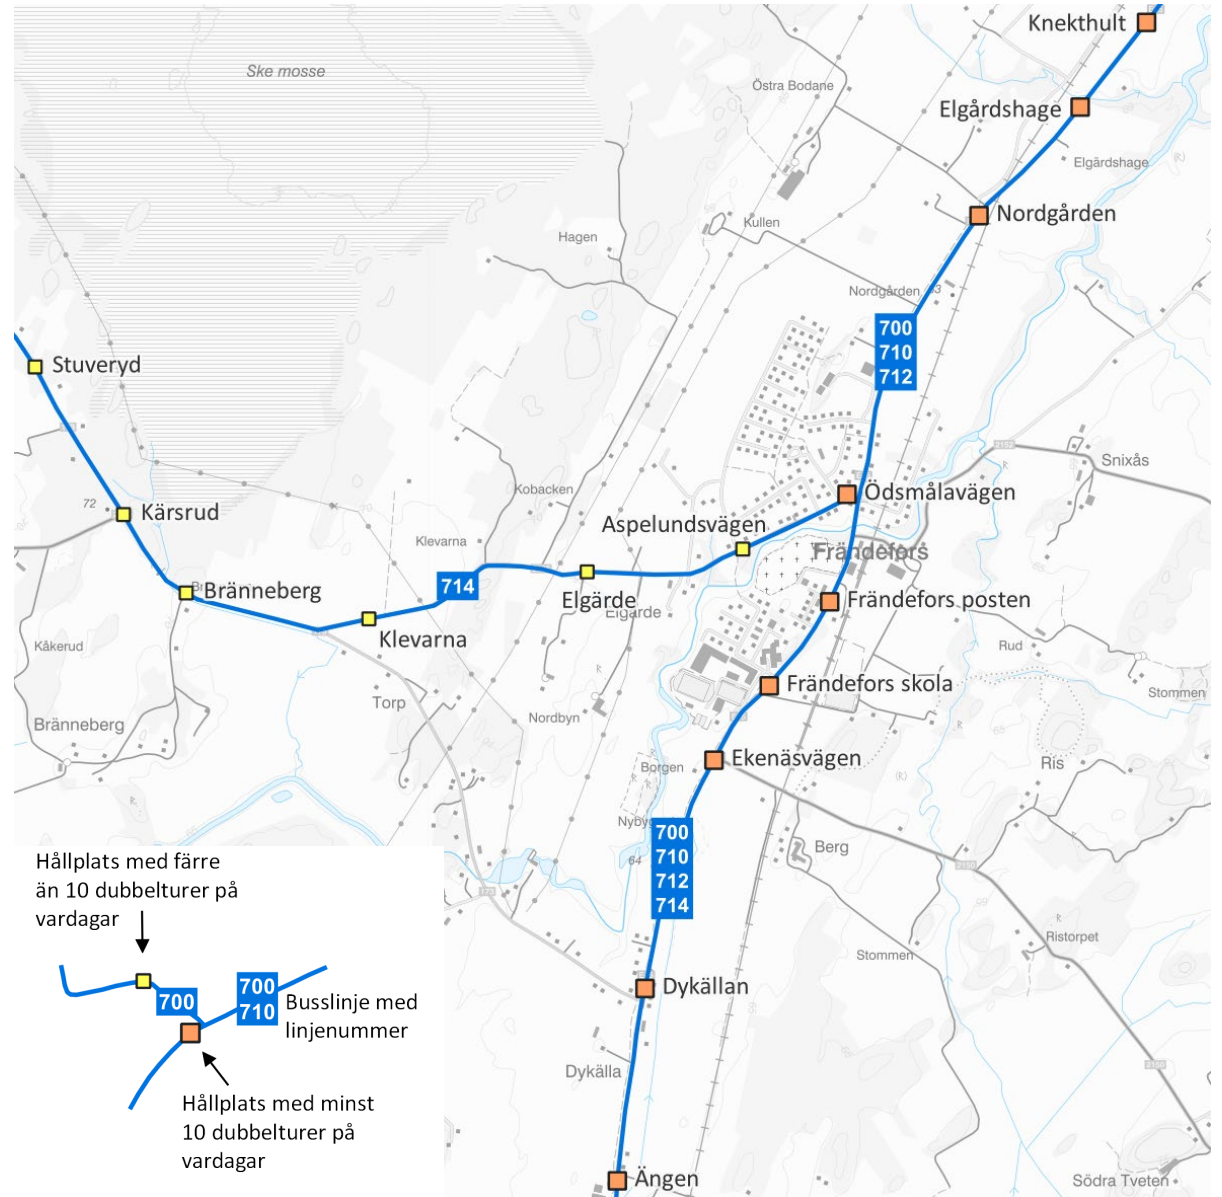 Knekthult
Ske mosse
Östra Bodane
Elgårdshage
Elgärdshage
Nordgården
Kullen
Hagen
Nordgården
700
710
712
Stuveryd
Snixås
Kobacken
72
Kärsrud
Ödsmålavägen
Aspelundsvägen
Klevarna
Frändefors
714
Elgärde
Elgärde
Bränneberg
Frändefors posten
Klevarna
Kåkerud
Rud
Torp
Frändefors skola
Stommen
Nordbyn
Bränneberg
Ekenäsvägen
Borgen
Ris
700
710
712
714
64
Berg
Hållplats med färre
än 10 dubbelturer på
vardagar
Ristorpet
Stommen
Dykällan
700
700
710
Busslinje med
linjenummer
Dykälla
Hållplats med minst
10 dubbelturer på
vardagar
Ängen
Södra Tveten